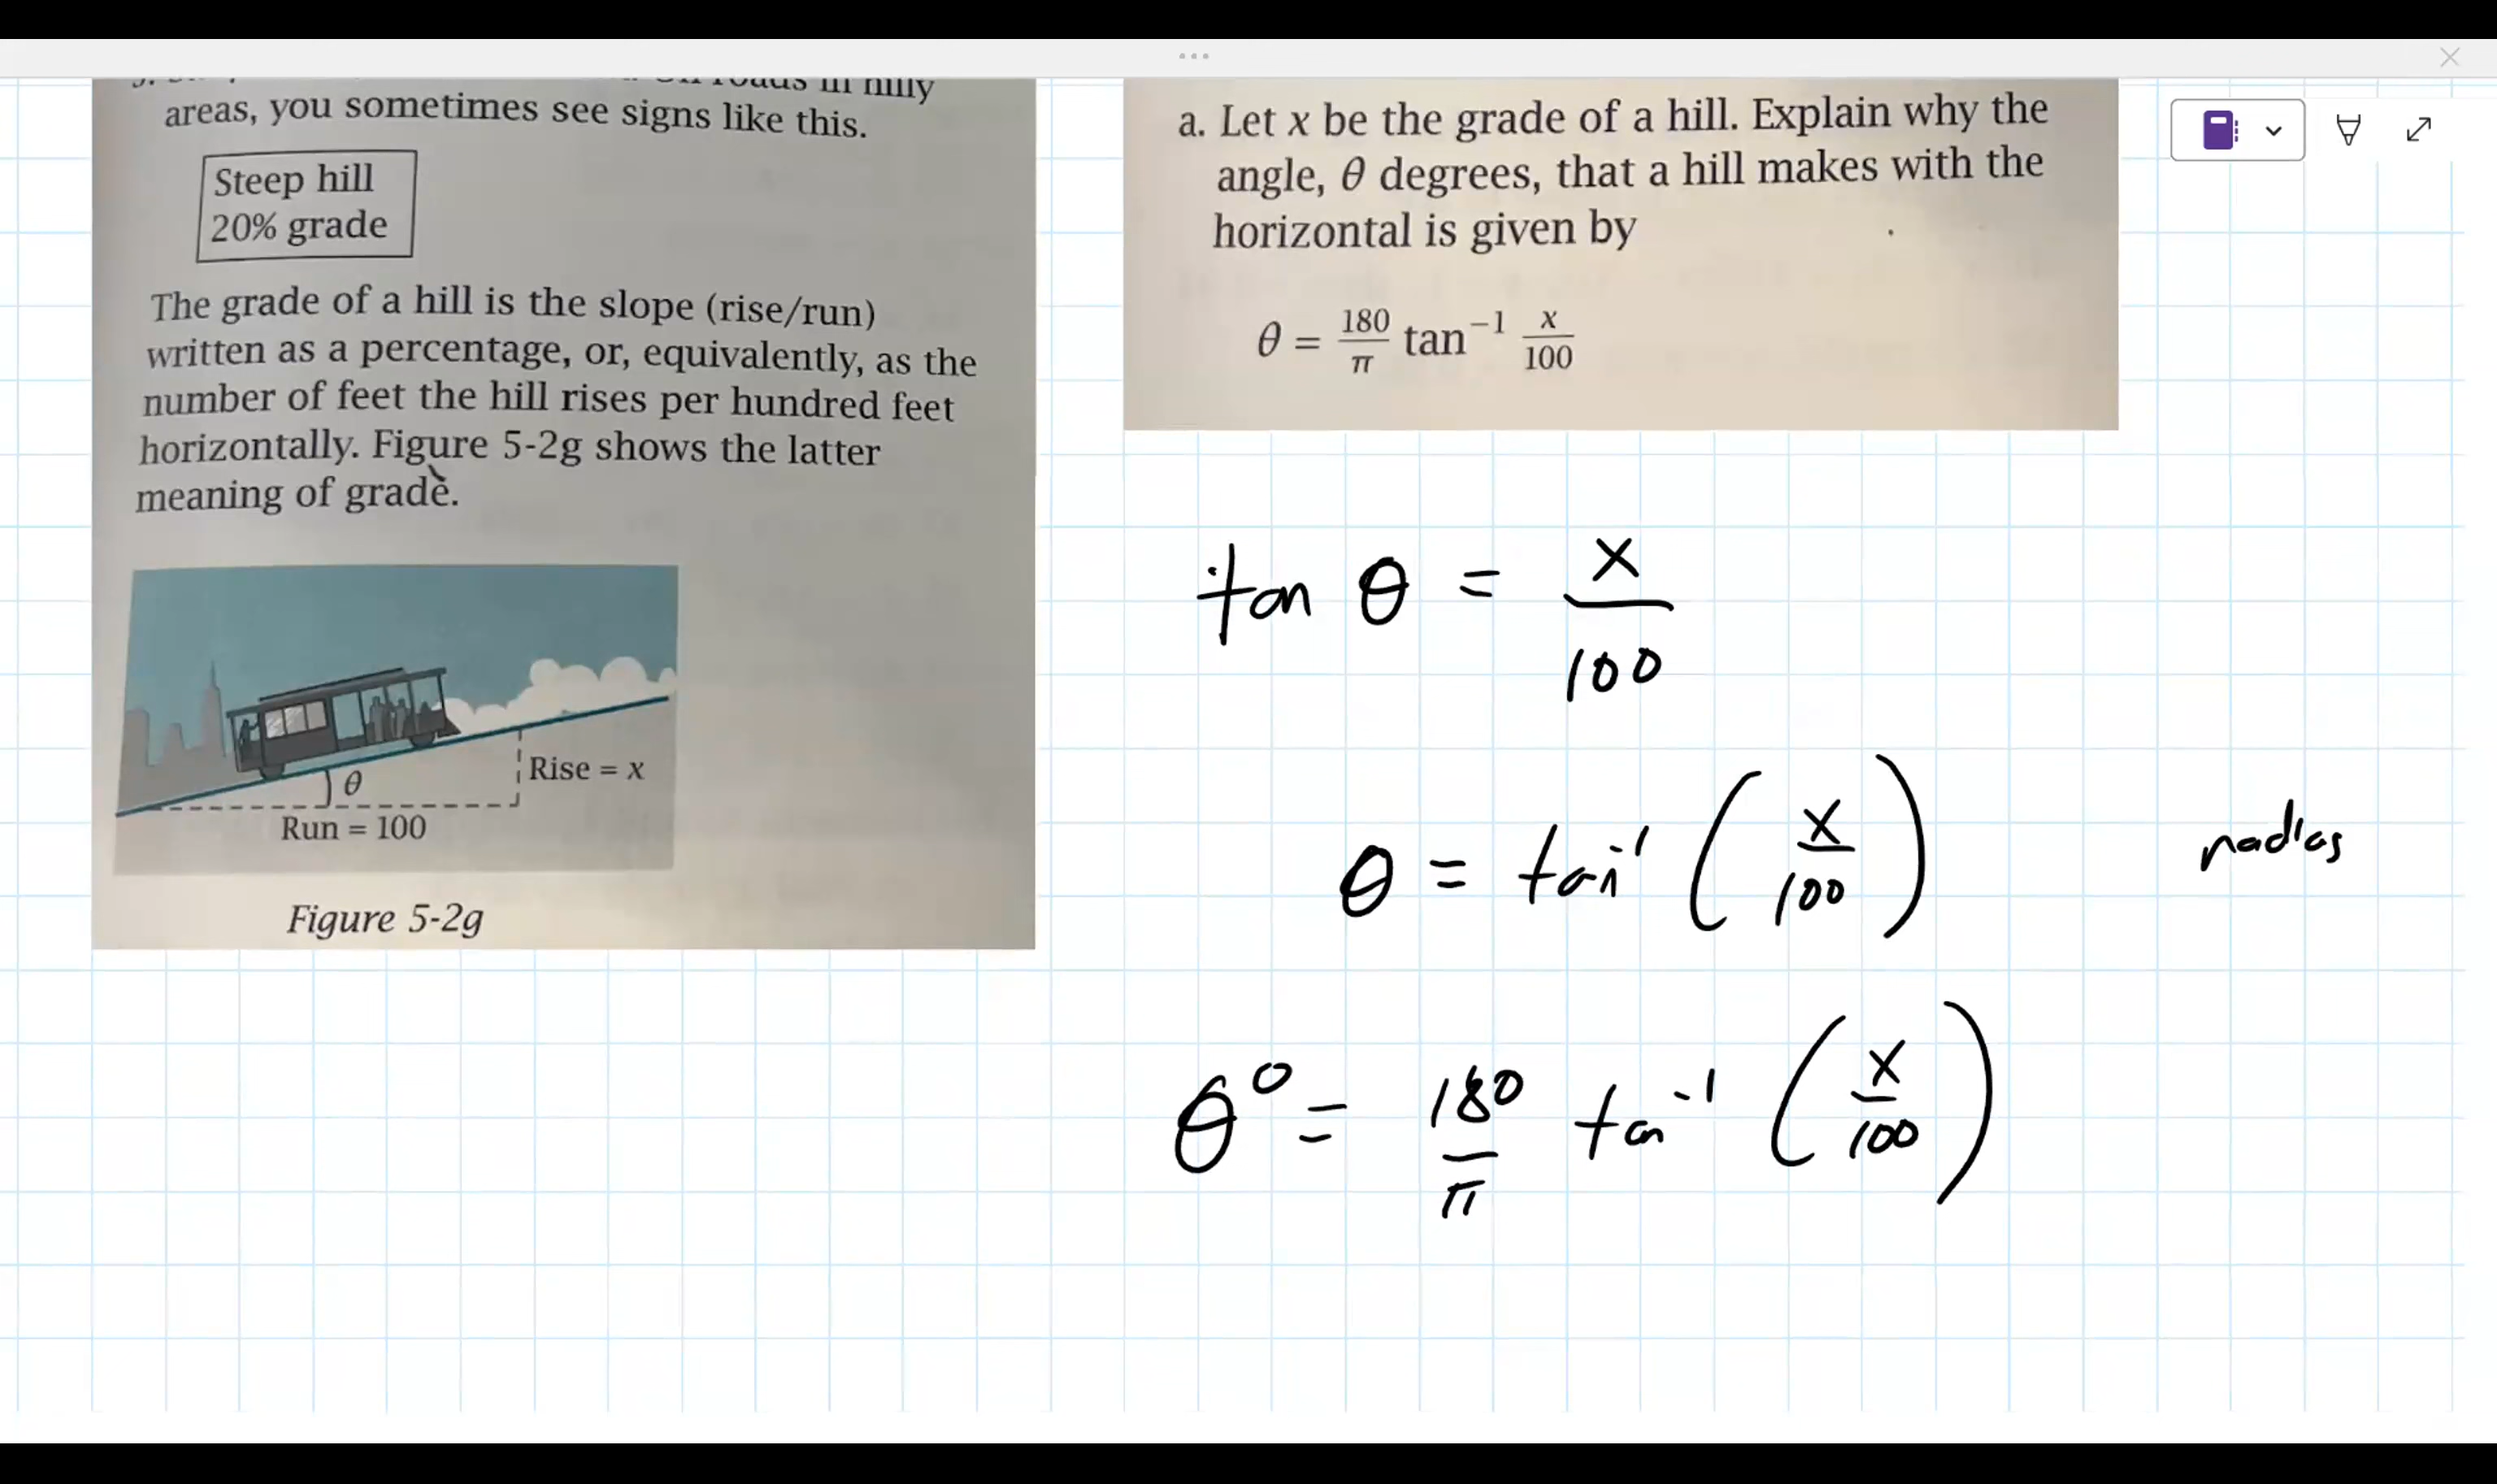 roads in hilly
areas, you sometimes see signs like this.
Steep hill
20% grade
The grade of a hill is the slope (rise/run)
written as a percentage, or, equivalently, as the
number of feet the hill rises per hundred feet
horizontally. Figure 5-2g shows the latter
meaning of grade.
θ
Rise = x
Run = 100
Figure 5-2g
a. Let x be the grade of a hill. Explain why the
angle, θ degrees, that a hill makes with the
horizontal is given by
θ = 180/π tan⁻¹ x/100
tan θ = x/100
θ = tan⁻¹ (x/100)
θ° = 180/π tan⁻¹ (x/100)